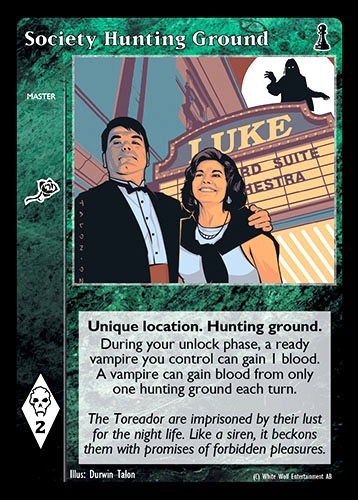 Society Hunting Ground
MASTER
LUKE
RD SUITE
HESTRA
Unique location. Hunting ground.
During your unlock phase, a ready
vampire you control can gain 1 blood.
A vampire can gain blood from only
one hunting ground each turn.
The Toreador are imprisoned by their lust
for the night life. Like a siren, it beckons
them with promises of forbidden pleasures.
2
Illus: Durwin Talon
(C) White Wolf Entertainment AB